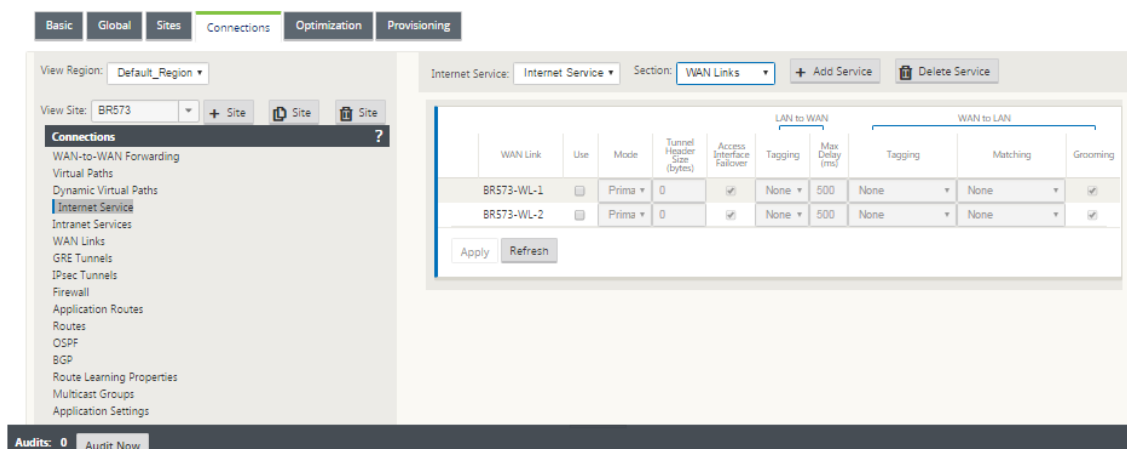 Basic Global Sites Connections Optimization Provisioning
View Region: Default_Region
Internet Service: Internet Service Section: WAN Links + Add Service Delete Service
View Site: BR573 + Site Site Site
Connections ?
WAN-to-WAN Forwarding
Virtual Paths
Dynamic Virtual Paths
Internet Service
Intranet Services
WAN Links
GRE Tunnels
IPsec Tunnels
Firewall
Application Routes
Routes
OSPF
BGP
Route Learning Properties
Multicast Groups
Application Settings
LAN to WAN WAN to LAN
WAN Link Use Mode Tunnel Header Size (bytes) Access Interface Failover Tagging Max Delay (ms) Tagging Matching Grooming
BR573-WL-1 Prima 0 None 500 None None
BR573-WL-2 Prima 0 None 500 None None
Apply Refresh
Audits: 0 Audit Now